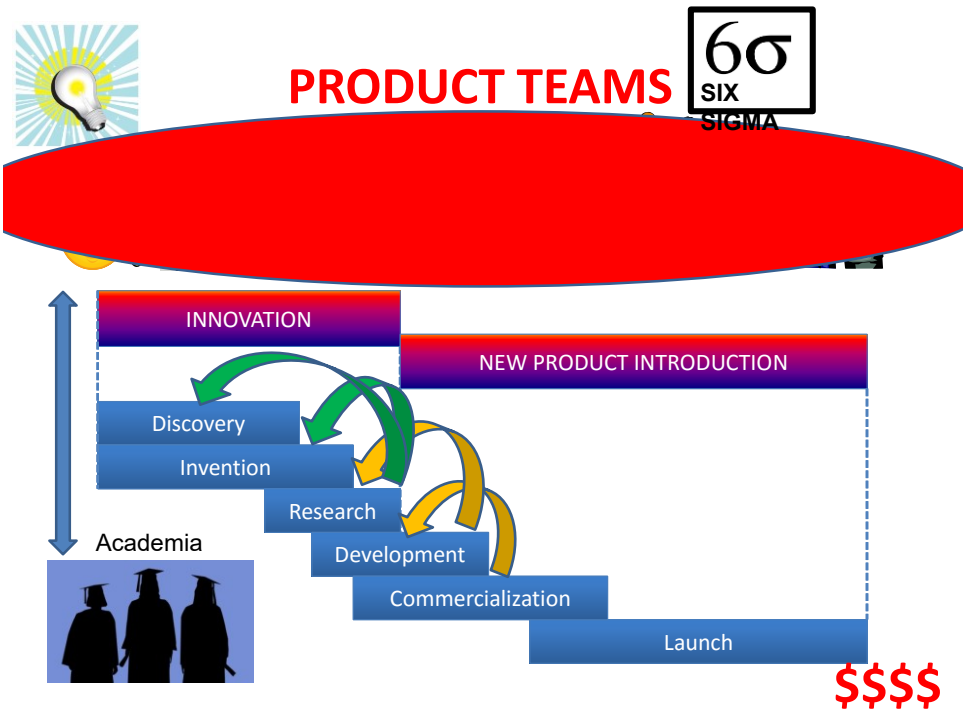 PRODUCT TEAMS
6σ
SIX
SIGMA
INNOVATION
NEW PRODUCT INTRODUCTION
Discovery
Invention
Research
Development
Commercialization
Launch
Academia
$$$$